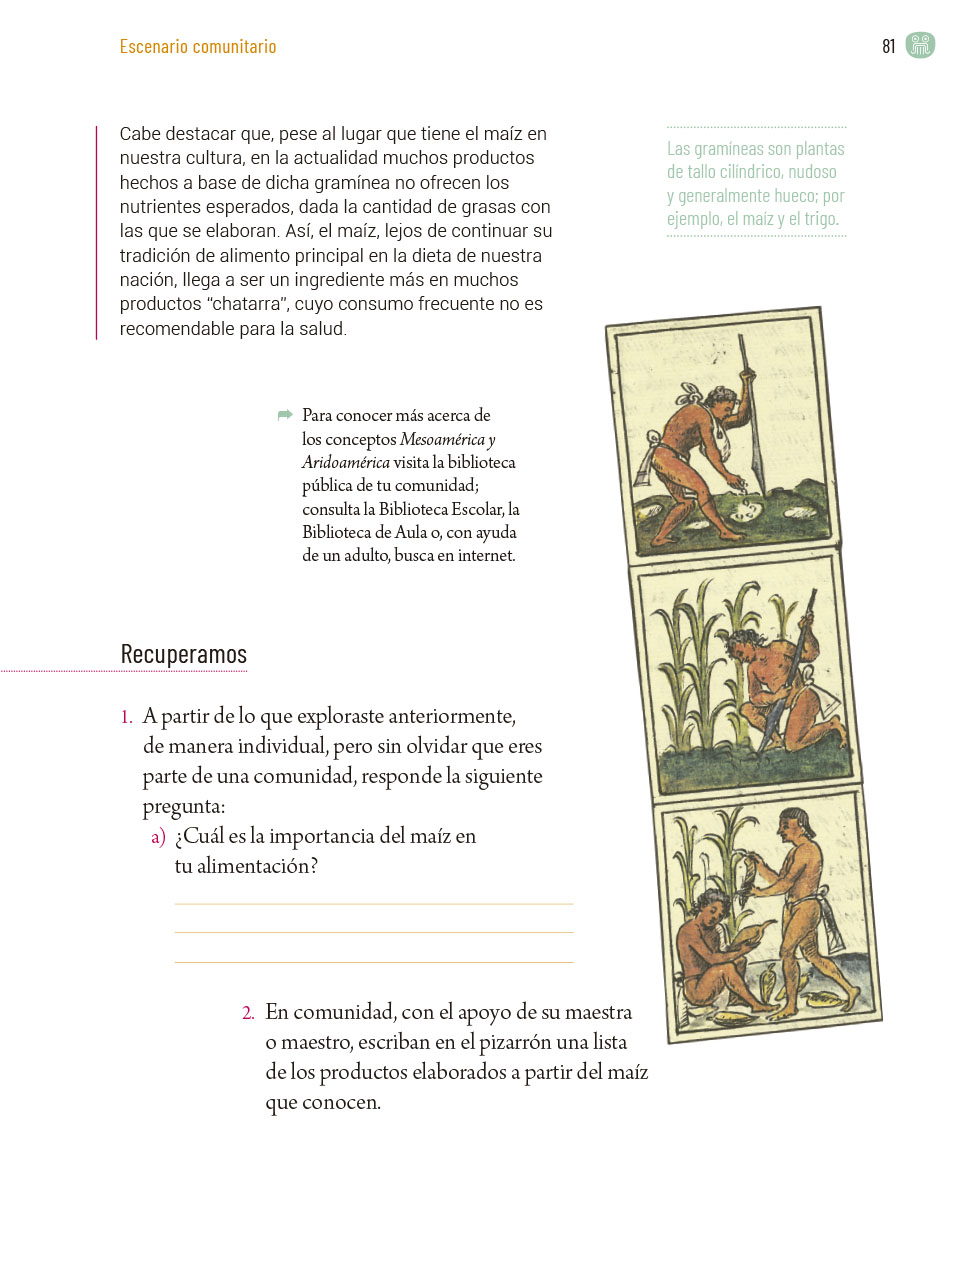 Escenario comunitario
81
Cabe destacar que, pese al lugar que tiene el maíz en
nuestra cultura, en la actualidad muchos productos
hechos a base de dicha gramínea no ofrecen los
nutrientes esperados, dada la cantidad de grasas con
las que se elaboran. Así, el maíz, lejos de continuar su
tradición de alimento principal en la dieta de nuestra
nación, llega a ser un ingrediente más en muchos
productos “chatarra”, cuyo consumo frecuente no es
recomendable para la salud.
Las gramíneas son plantas
de tallo cilíndrico, nudoso
y generalmente hueco; por
ejemplo, el maíz y el trigo.
Para conocer más acerca de
los conceptos Mesoamérica y
Aridoamérica visita la biblioteca
pública de tu comunidad;
consulta la Biblioteca Escolar, la
Biblioteca de Aula o, con ayuda
de un adulto, busca en internet.
Recuperamos
1. A partir de lo que exploraste anteriormente,
de manera individual, pero sin olvidar que eres
parte de una comunidad, responde la siguiente
pregunta:
a) ¿Cuál es la importancia del maíz en
tu alimentación?
2. En comunidad, con el apoyo de su maestra
o maestro, escriban en el pizarrón una lista
de los productos elaborados a partir del maíz
que conocen.